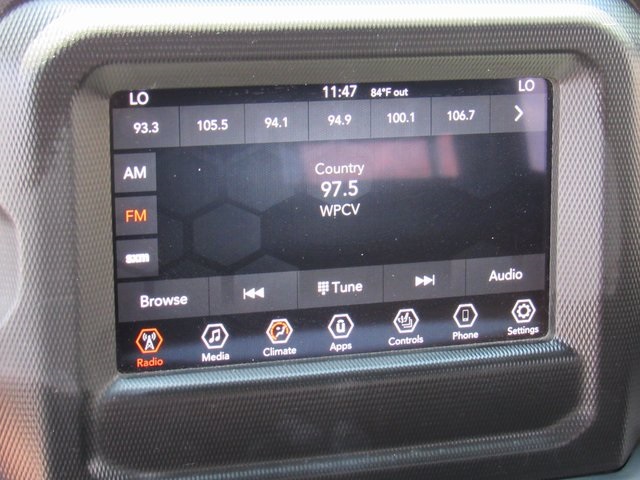 LO 11:47 84°F out LO
93.3 105.5 94.1 94.9 100.1 106.7
AM
Country
97.5
FM
WPCV
sxm
Browse Tune Audio
Radio Media Climate Apps Controls Phone Settings